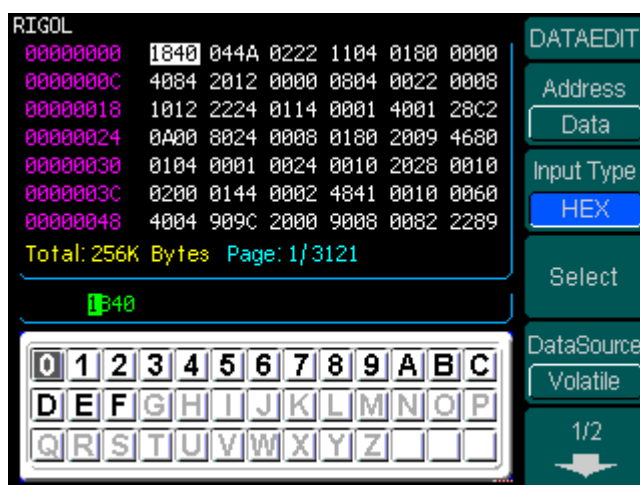 RIGOL
00000000 1840 044A 0222 1104 0180 0000
0000000C 4084 2012 0000 0804 0022 0008
00000018 1012 2224 0114 0001 4001 28C2
00000024 0A00 8024 0008 0180 2009 4680
00000030 0104 0001 0024 0010 2028 0010
0000003C 0200 0144 0002 4841 0010 0060
00000048 4004 909C 2000 9008 0082 2289
Total: 256K Bytes Page: 1/3121
1840
0 1 2 3 4 5 6 7 8 9 A B C
D E F G H I J K L M N O P
Q R S T U V W X Y Z
DATAEDIT
Address
Data
Input Type
HEX
Select
DataSource
Volatile
1/2